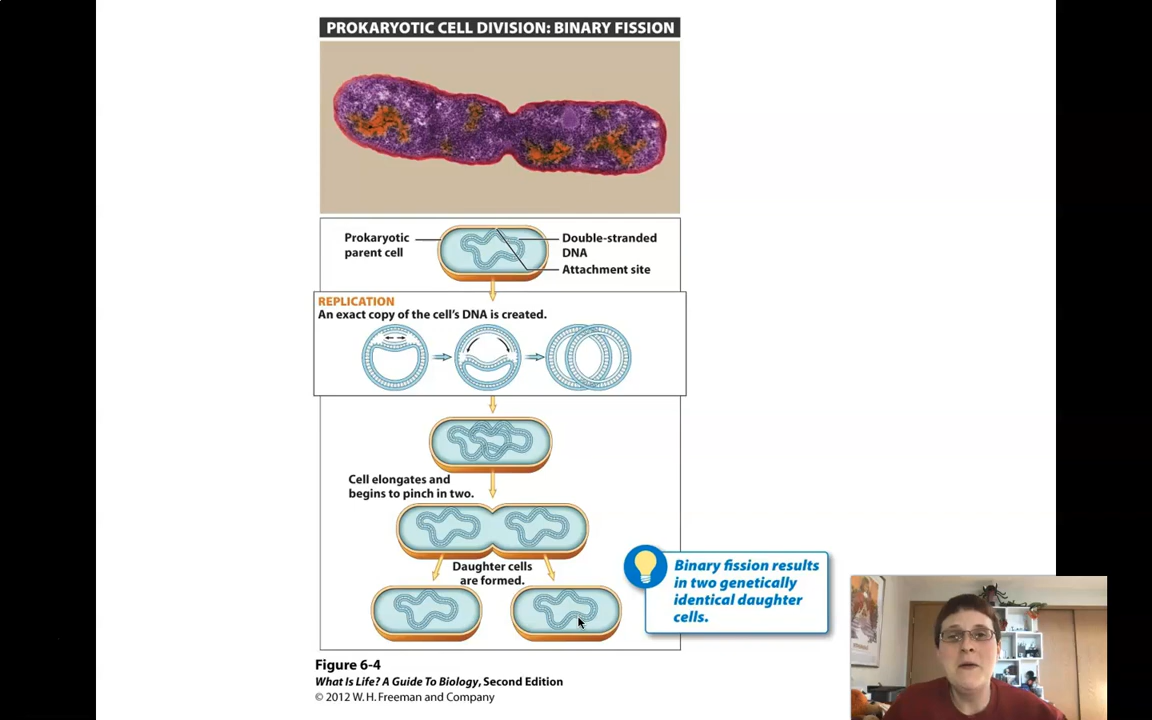 PROKARYOTIC CELL DIVISION: BINARY FISSION
Prokaryotic
parent cell
Double-stranded
DNA
Attachment site
REPLICATION
An exact copy of the cell's DNA is created.
Cell elongates and
begins to pinch in two.
Daughter cells
are formed.
Binary fission results
in two genetically
identical daughter
cells.
Figure 6-4
What Is Life? A Guide To Biology, Second Edition
© 2012 W. H. Freeman and Company